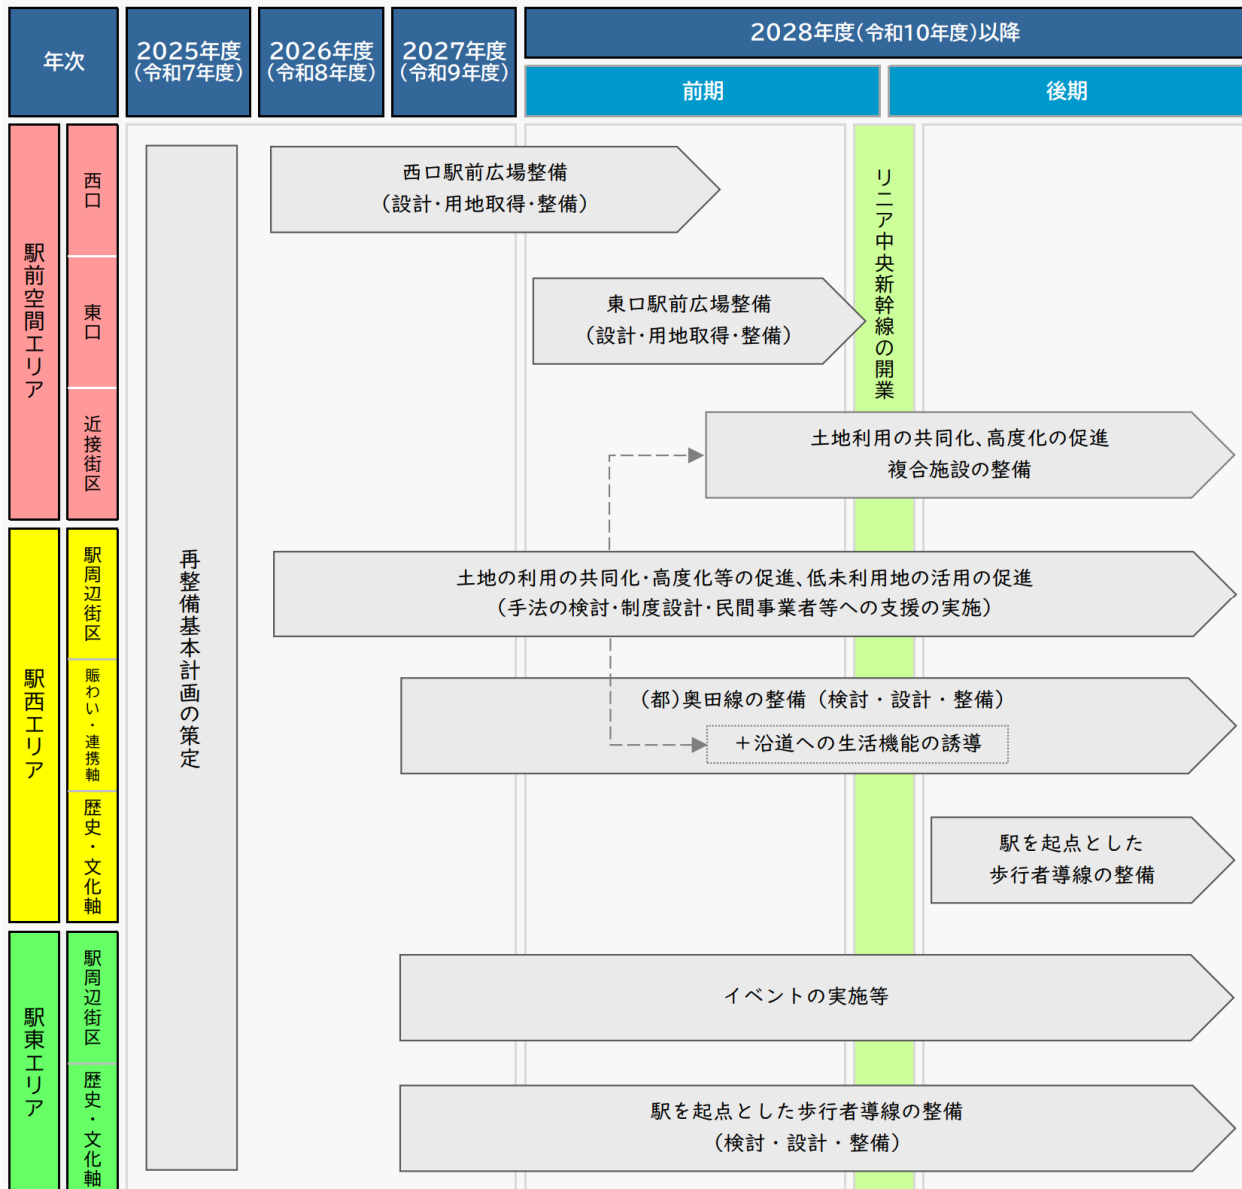 年次
2025年度
(令和7年度)
2026年度
(令和8年度)
2027年度
(令和9年度)
2028年度(令和10年度)以降
前期
後期
駅前空間エリア
西口
東口
近接街区
駅西エリア
駅周辺街区
賑わい・連携軸
歴史・文化軸
駅東エリア
駅周辺街区
歴史・文化軸
再整備基本計画の策定
西口駅前広場整備
(設計・用地取得・整備)
東口駅前広場整備
(設計・用地取得・整備)
リニア中央新幹線の開業
土地利用の共同化、高度化の促進
複合施設の整備
土地の利用の共同化・高度化等の促進、低未利用地の活用の促進
(手法の検討・制度設計・民間事業者等への支援の実施)
(都)奥田線の整備(検討・設計・整備)
＋沿道への生活機能の誘導
駅を起点とした
歩行者導線の整備
イベントの実施等
駅を起点とした歩行者導線の整備
(検討・設計・整備)